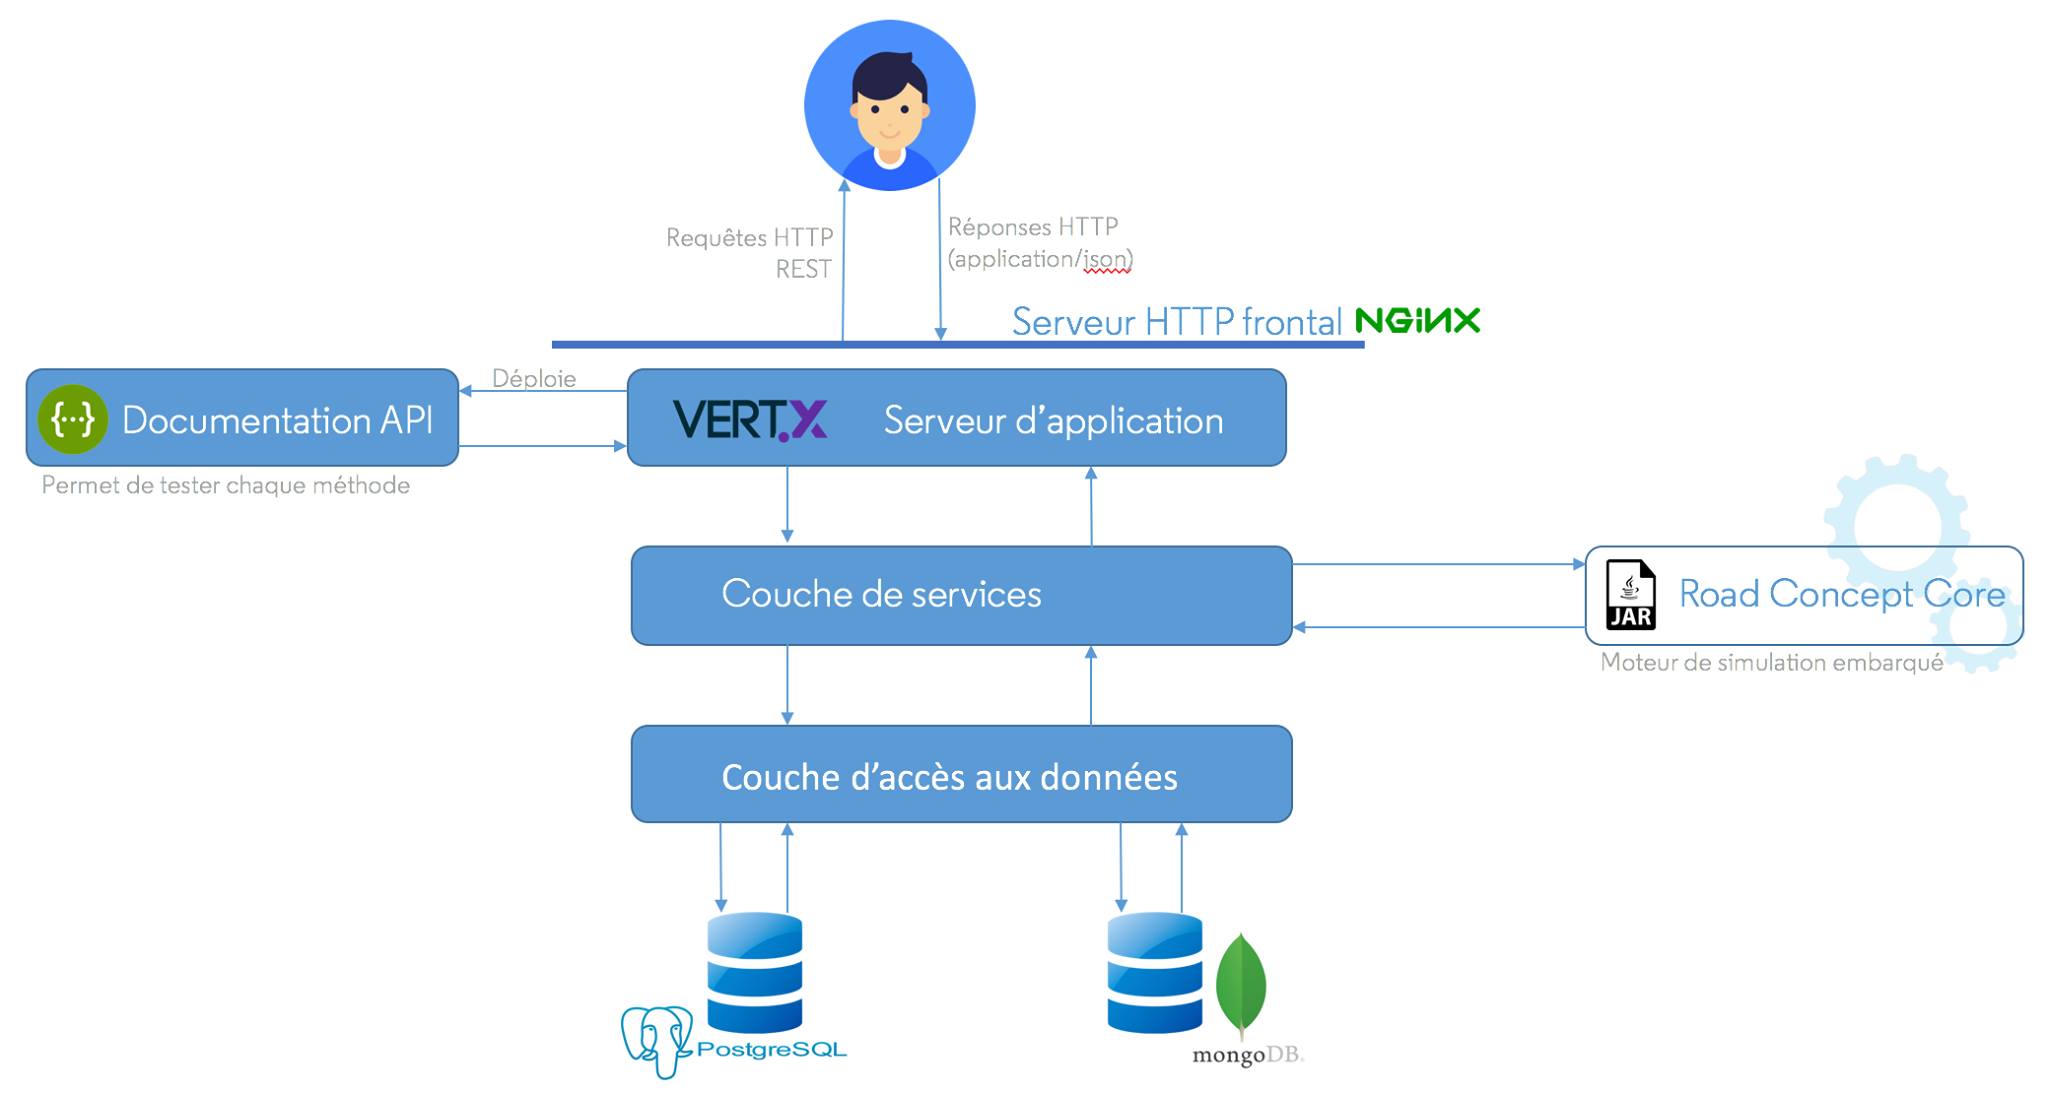 Requêtes HTTP
REST
Réponses HTTP
(application/json)
Serveur HTTP frontal NGINX
Déploie
{···} Documentation API
VERT.X Serveur d’application
Permet de tester chaque méthode
Couche de services
JAR Road Concept Core
Moteur de simulation embarqué
Couche d’accès aux données
PostgreSQL
mongoDB